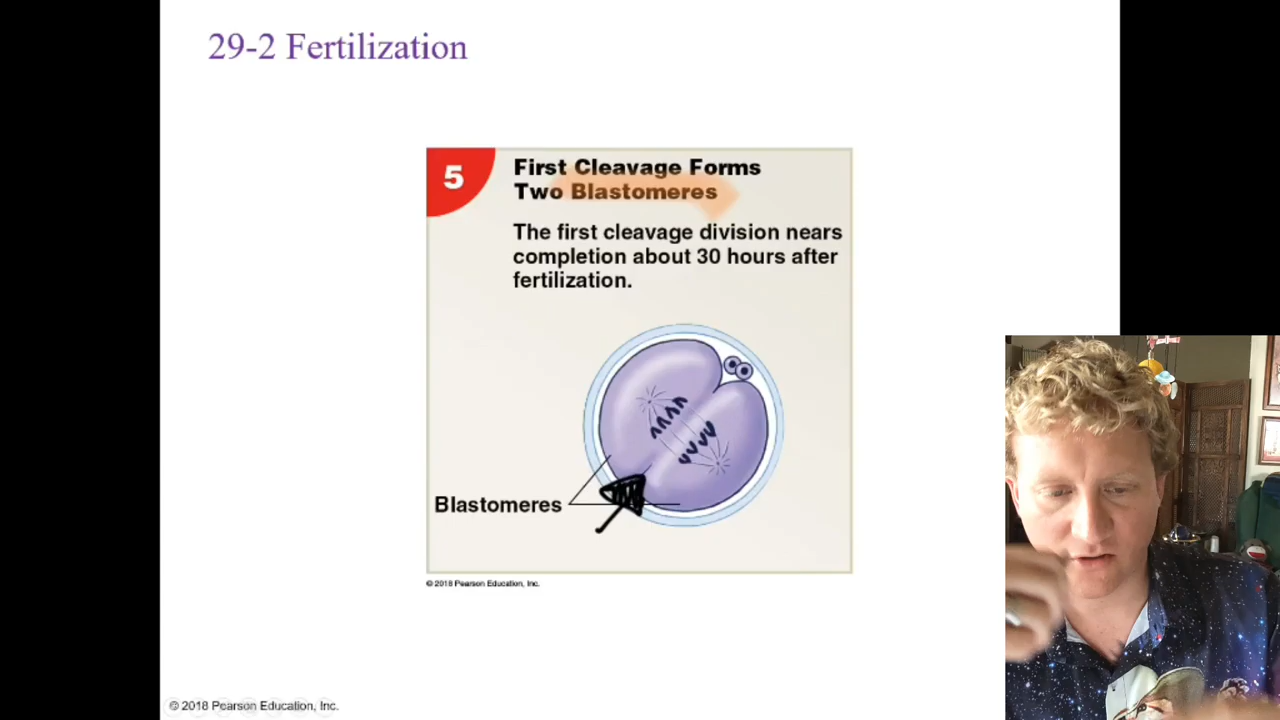 29-2 Fertilization
5
First Cleavage Forms
Two Blastomeres
The first cleavage division nears
completion about 30 hours after
fertilization.
Blastomeres
© 2018 Pearson Education, Inc.
© 2018 Pearson Education, Inc.